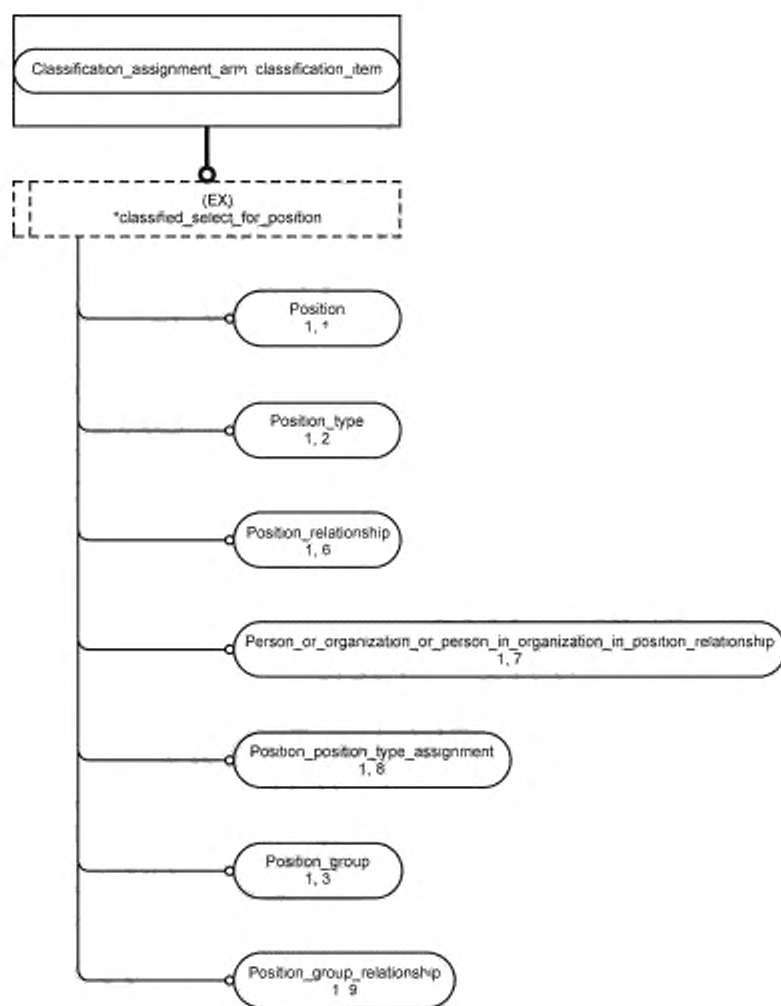 Classification_assignment_arm classification_item
(EX)
*classified_select_for_position
Position
1, *
Position_type
1, 2
Position_relationship
1, 6
Person_or_organization_or_person_in_organization_in_position_relationship
1, 7
Position_position_type_assignment
1, 8
Position_group
1, 3
Position_group_relationship
1 9